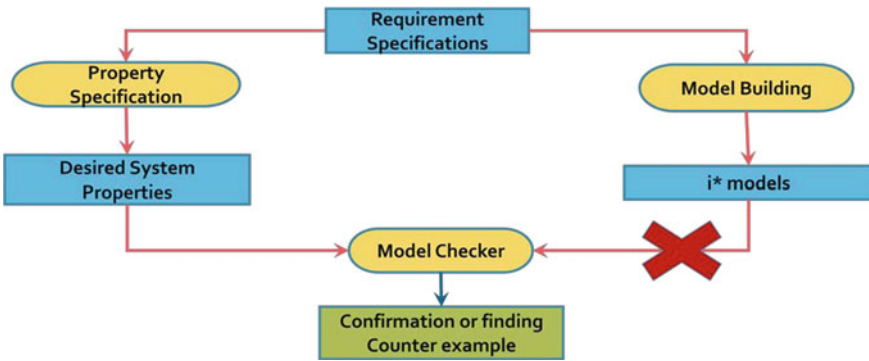 Requirement
Specifications
Property
Specification
Model Building
Desired System
Properties
i* models
Model Checker
Confirmation or finding
Counter example